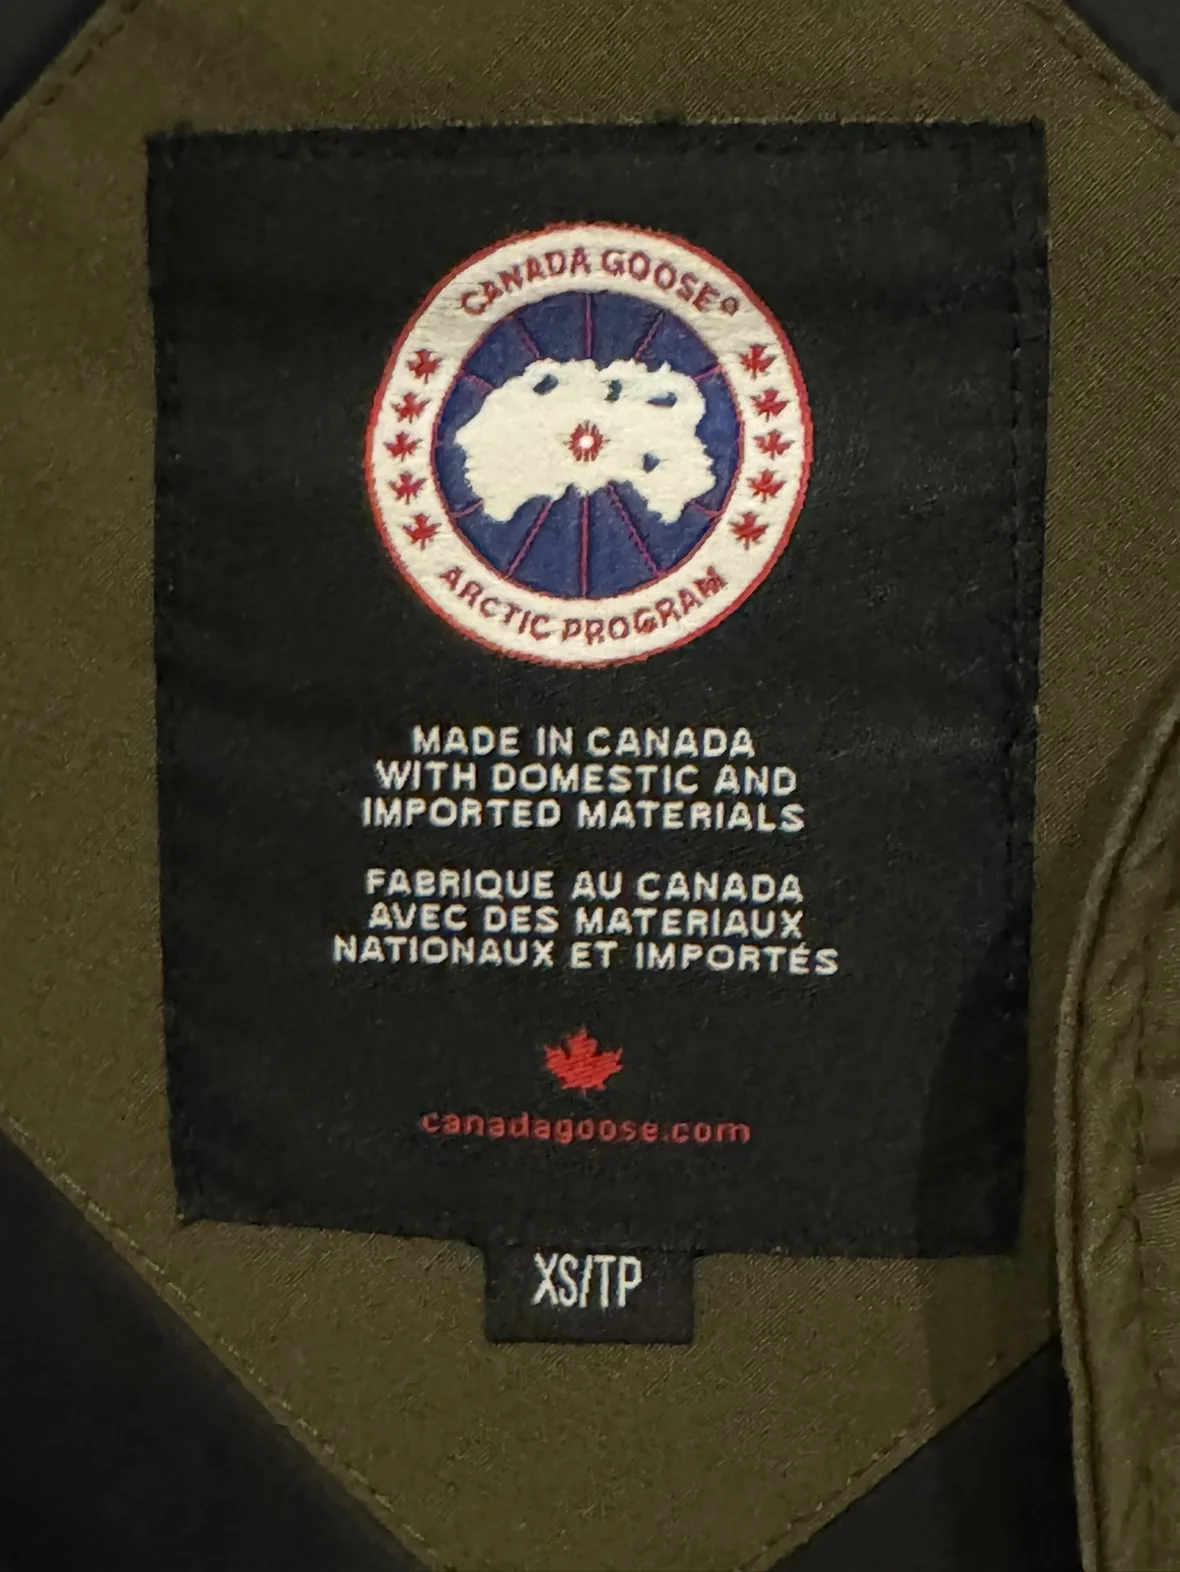 CANADA GOOSE®
ARCTIC PROGRAM
MADE IN CANADA
WITH DOMESTIC AND
IMPORTED MATERIALS
FABRIQUE AU CANADA
AVEC DES MATERIAUX
NATIONAUX ET IMPORTÉS
canadagoose.com
XS/TP